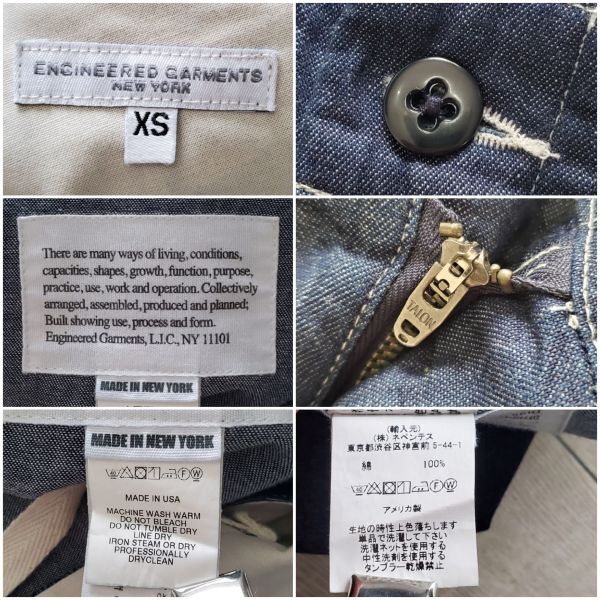 ENGINEERED GARMENTS
NEW YORK
XS
There are many ways of living, conditions,
capacities, shapes, growth, function, purpose,
practice, use, work and operation. Collectively
arranged, assembled, produced and planned;
Built showing use, process and form.
Engineered Garments, L.I.C., NY 11101
MADE IN NEW YORK
TALON
MADE IN NEW YORK
F W
MADE IN USA
MACHINE WASH WARM
DO NOT BLEACH
DO NOT TUMBLE DRY
LINE DRY
IRON STEAM OR DRY
PROFESSIONALLY
DRYCLEAN
(輸入元)
(株) ネペンテス
東京都渋谷区神宮前 5-44-1
綿 100%
F W
アメリカ製
生地の特性上色落ちします
単品で洗濯して下さい
洗濯ネットを使用する
中性洗剤を使用する
タンブラー乾燥禁止